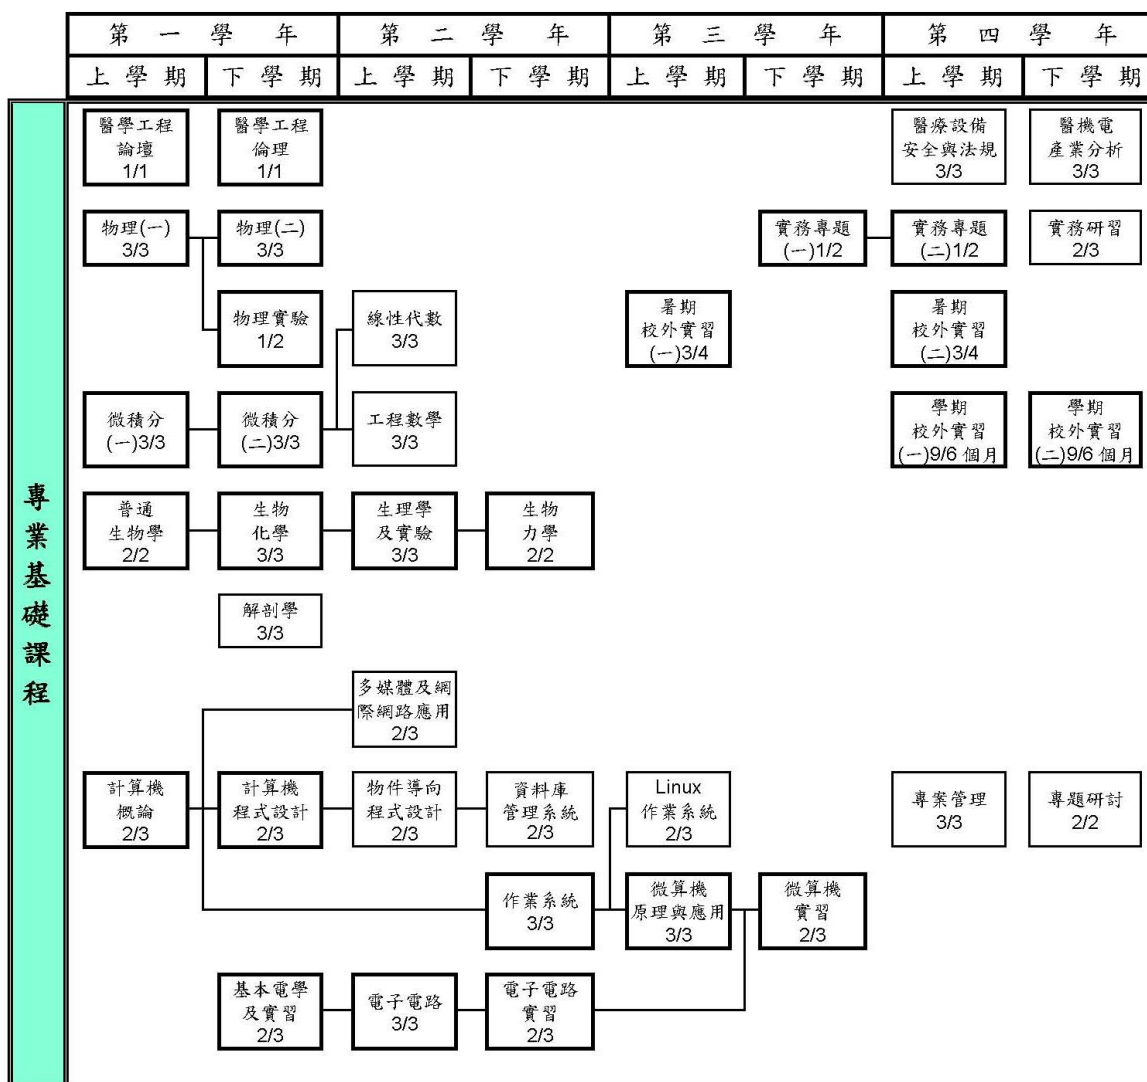 第一學年 第二學年 第三學年 第四學年
上學期 下學期 上學期 下學期 上學期 下學期 上學期 下學期
專業基礎課程
醫學工程
論壇
1/1
醫學工程
倫理
1/1
醫療設備
安全與法規
3/3
醫機電
產業分析
3/3
物理(一)
3/3
物理(二)
3/3
實務專題
(一)1/2
實務專題
(二)1/2
實務研習
2/3
物理實驗
1/2
線性代數
3/3
暑期
校外實習
(一)3/4
暑期
校外實習
(二)3/4
微積分
(一)3/3
微積分
(二)3/3
工程數學
3/3
學期
校外實習
(一)9/6 個月
學期
校外實習
(二)9/6 個月
普通
生物學
2/2
生物
化學
3/3
生理學
及實驗
3/3
生物
力學
2/2
解剖學
3/3
多媒體及網
際網路應用
2/3
計算機
概論
2/3
計算機
程式設計
2/3
物件導向
程式設計
2/3
資料庫
管理系統
2/3
Linux
作業系統
2/3
專案管理
3/3
專題研討
2/2
作業系統
3/3
微算機
原理與應用
3/3
微算機
實習
2/3
基本電學
及實習
2/3
電子電路
3/3
電子電路
實習
2/3